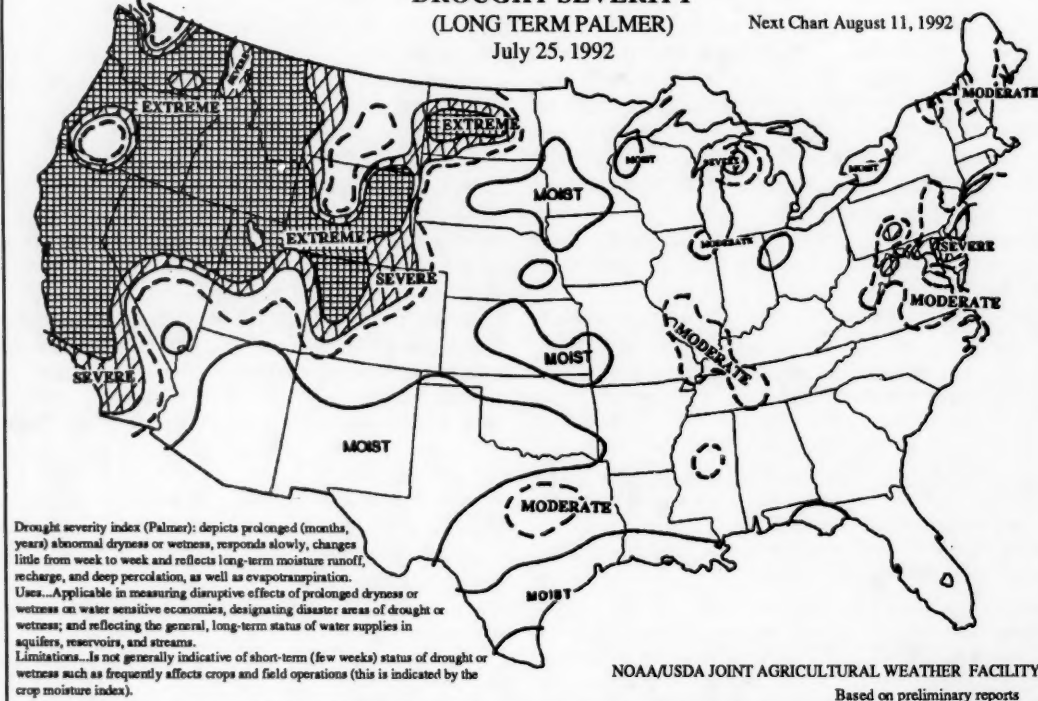 DROUGHT SEVERITY
(LONG TERM PALMER)
July 25, 1992
Next Chart August 11, 1992
SEVERE
EXTREME
EXTREME
MODERATE
MOIST
SEVERE
MOIST
MOIST
EXTREME
MODERATE
SEVERE
SEVERE
MODERATE
MODERATE
MOIST
SEVERE
MOIST
MODERATE
MOIST
Drought severity index (Palmer): depicts prolonged (months,
years) abnormal dryness or wetness, responds slowly, changes
little from week to week and reflects long-term moisture runoff,
recharge, and deep percolation, as well as evapotranspiration.
Uses...Applicable in measuring disruptive effects of prolonged dryness or
wetness on water sensitive economies, designating disaster areas of drought or
wetness; and reflecting the general, long-term status of water supplies in
aquifers, reservoirs, and streams.
Limitations...Is not generally indicative of short-term (few weeks) status of drought or
wetness such as frequently affects crops and field operations (this is indicated by the
crop moisture index).
NOAA/USDA JOINT AGRICULTURAL WEATHER FACILITY
Based on preliminary reports